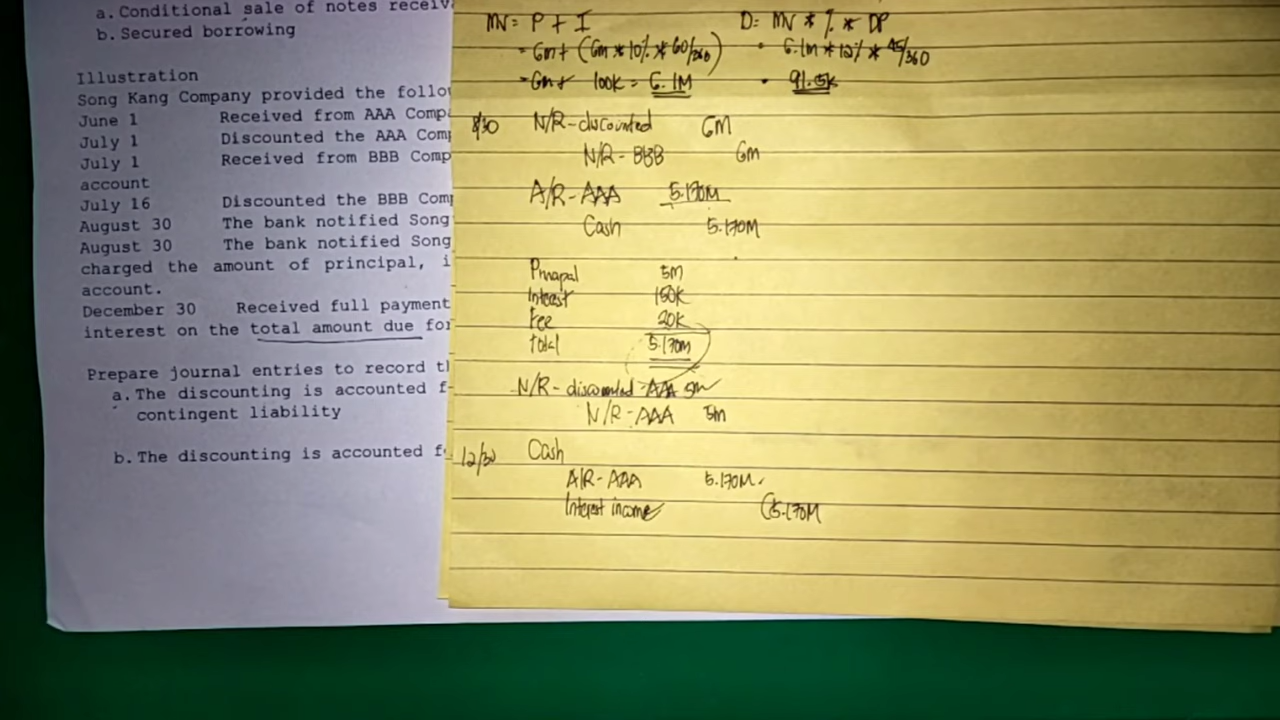 a. Conditional sale of notes receiv
b. Secured borrowing
Illustration
Song Kang Company provided the follo
June 1 Received from AAA Comp
July 1 Discounted the AAA Com
July 1 Received from BBB Comp
account
July 16 Discounted the BBB Com
August 30 The bank notified Song
August 30 The bank notified Song
charged the amount of principal, i
account.
December 30 Received full payment
interest on the total amount due for
Prepare journal entries to record t
a. The discounting is accounted f
contingent liability
b. The discounting is accounted f
MV = P + I D: MV * % * DP
= 6m + (6m * 10% * 60/360) = 6.1m * 12% * 45/360
= 6m + 100k = 6.1M = 91.5k
8/30 N/R-discounted 6M
N/R - BBB 6m
A/R-AAA 5.170M
Cash 5.170M
Principal 5M
Interest 150K
Fee 20K
Total 5.170m
N/R - discounted AAA 5m
N/R-AAA 5m
12/30 Cash
A/R-AAA 5.170M
Interest income (5.170M